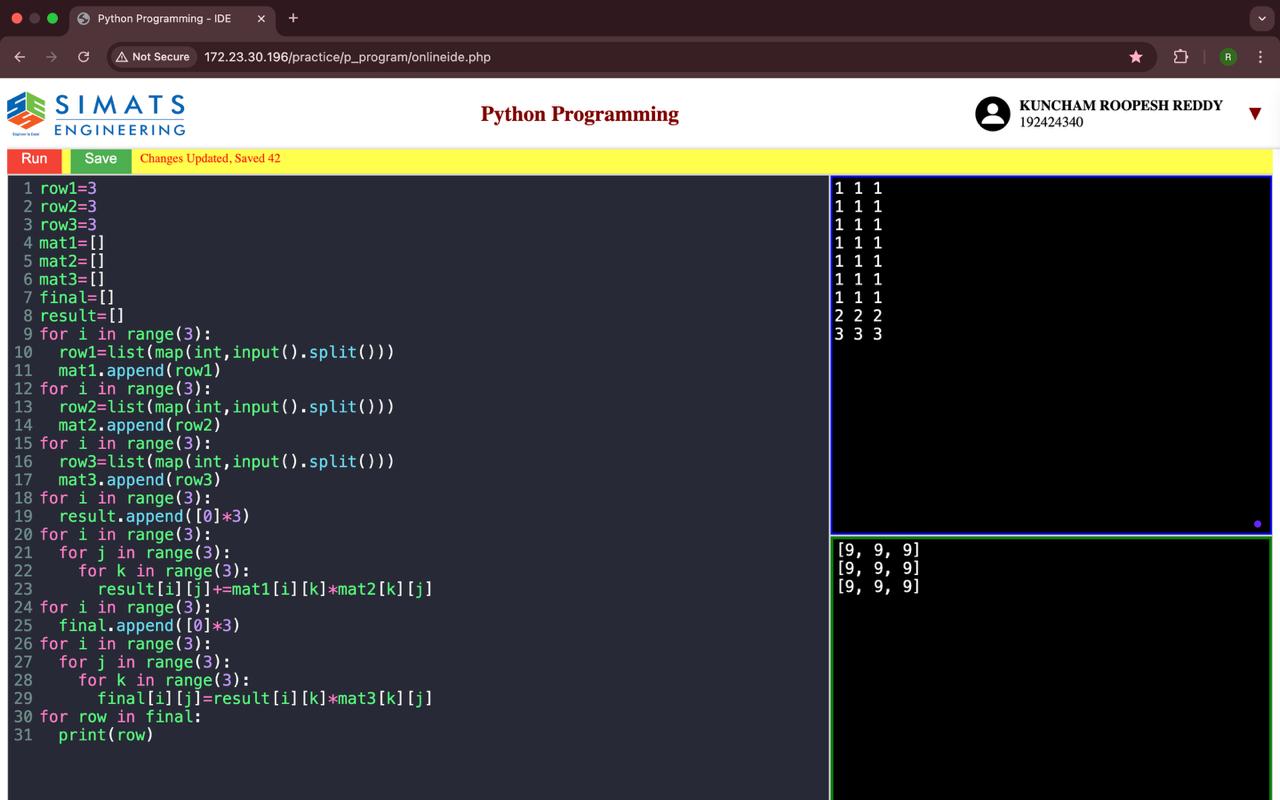 Python Programming - IDE
Not Secure 172.23.30.196/practice/p_program/onlineide.php
R
SIMATS
ENGINEERING
Engineer to Excel
Python Programming
KUNCHAM ROOPESH REDDY
192424340
Run Save Changes Updated, Saved 42
1 row1=3
2 row2=3
3 row3=3
4 mat1=[]
5 mat2=[]
6 mat3=[]
7 final=[]
8 result=[]
9 for i in range(3):
10   row1=list(map(int,input().split()))
11   mat1.append(row1)
12 for i in range(3):
13   row2=list(map(int,input().split()))
14   mat2.append(row2)
15 for i in range(3):
16   row3=list(map(int,input().split()))
17   mat3.append(row3)
18 for i in range(3):
19   result.append([0]*3)
20 for i in range(3):
21   for j in range(3):
22     for k in range(3):
23       result[i][j]+=mat1[i][k]*mat2[k][j]
24 for i in range(3):
25   final.append([0]*3)
26 for i in range(3):
27   for j in range(3):
28     for k in range(3):
29       final[i][j]=result[i][k]*mat3[k][j]
30 for row in final:
31   print(row)
1 1 1
1 1 1
1 1 1
1 1 1
1 1 1
1 1 1
1 1 1
2 2 2
3 3 3
[9, 9, 9]
[9, 9, 9]
[9, 9, 9]